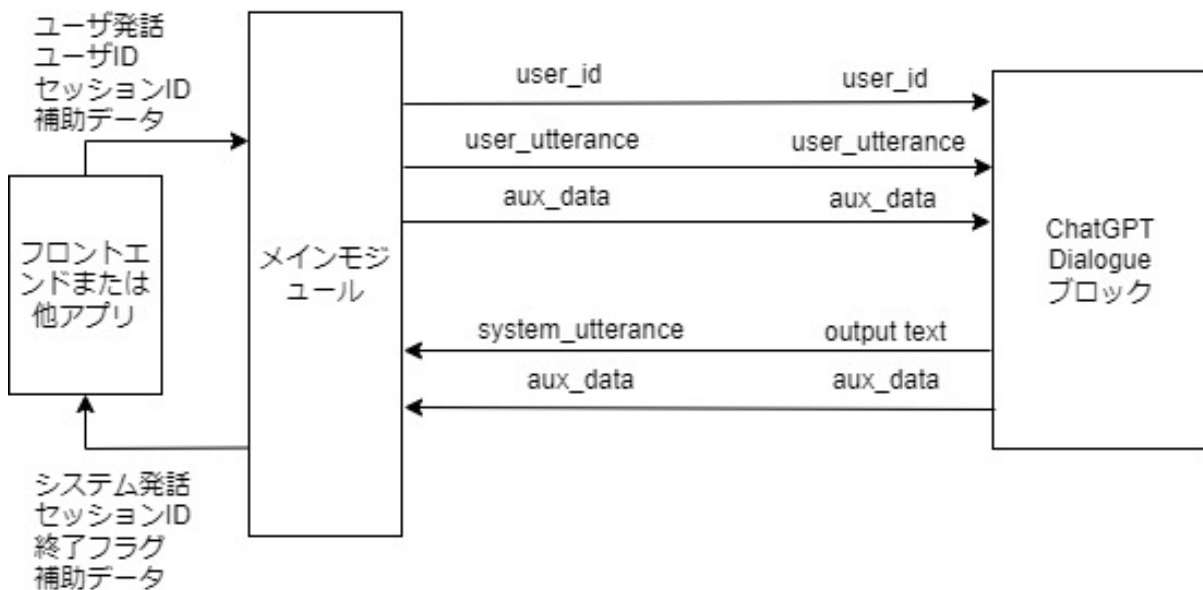 ユーザ発話
ユーザID
セッションID
補助データ
フロントエ
ンドまたは
他アプリ
システム発話
セッションID
終了フラグ
補助データ
メインモジ
ュール
user_id
user_id
user_utterance
user_utterance
aux_data
aux_data
system_utterance
output text
aux_data
aux_data
ChatGPT
Dialogue
ブロック